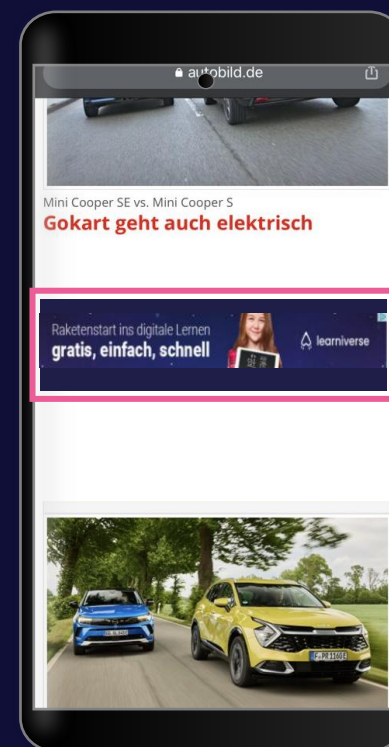 autobild.de
Mini Cooper SE vs. Mini Cooper S
Gokart geht auch elektrisch
Raketenstart ins digitale Lernen
gratis, einfach, schnell
learniverse